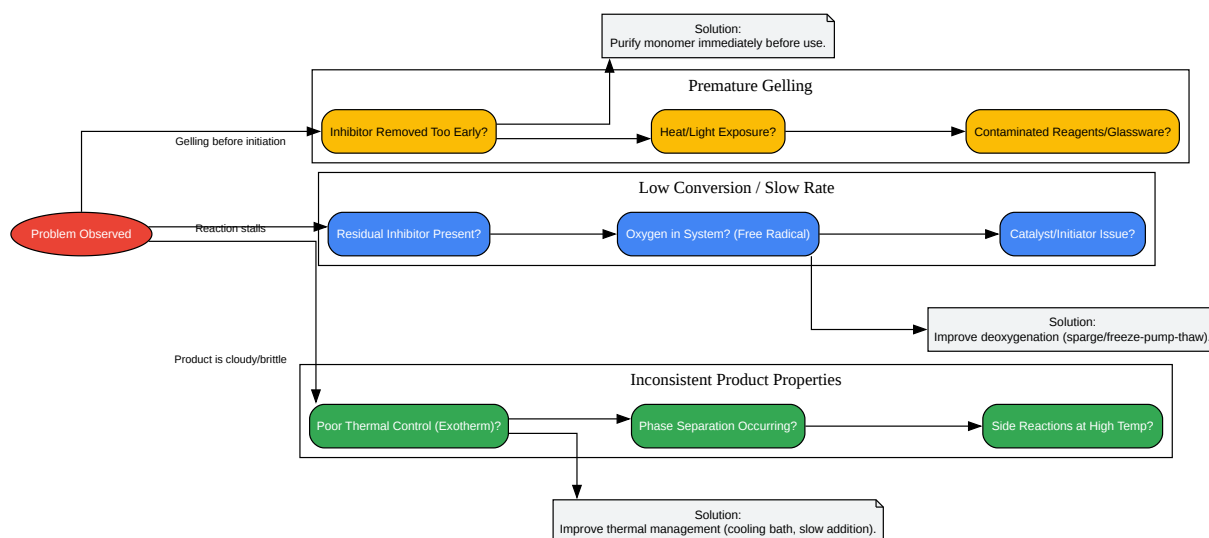 Solution:
Purify monomer immediately before use.
Premature Gelling
Inhibitor Removed Too Early?
Heat/Light Exposure?
Contaminated Reagents/Glassware?
Gelling before initiation
Low Conversion / Slow Rate
Problem Observed
Reaction stalls
Residual Inhibitor Present?
Oxygen in System? (Free Radical)
Catalyst/Initiator Issue?
Solution:
Improve deoxygenation (sparge/freeze-pump-thaw).
Product is cloudy/brittle
Inconsistent Product Properties
Poor Thermal Control (Exotherm)?
Phase Separation Occurring?
Side Reactions at High Temp?
Solution:
Improve thermal management (cooling bath, slow addition).